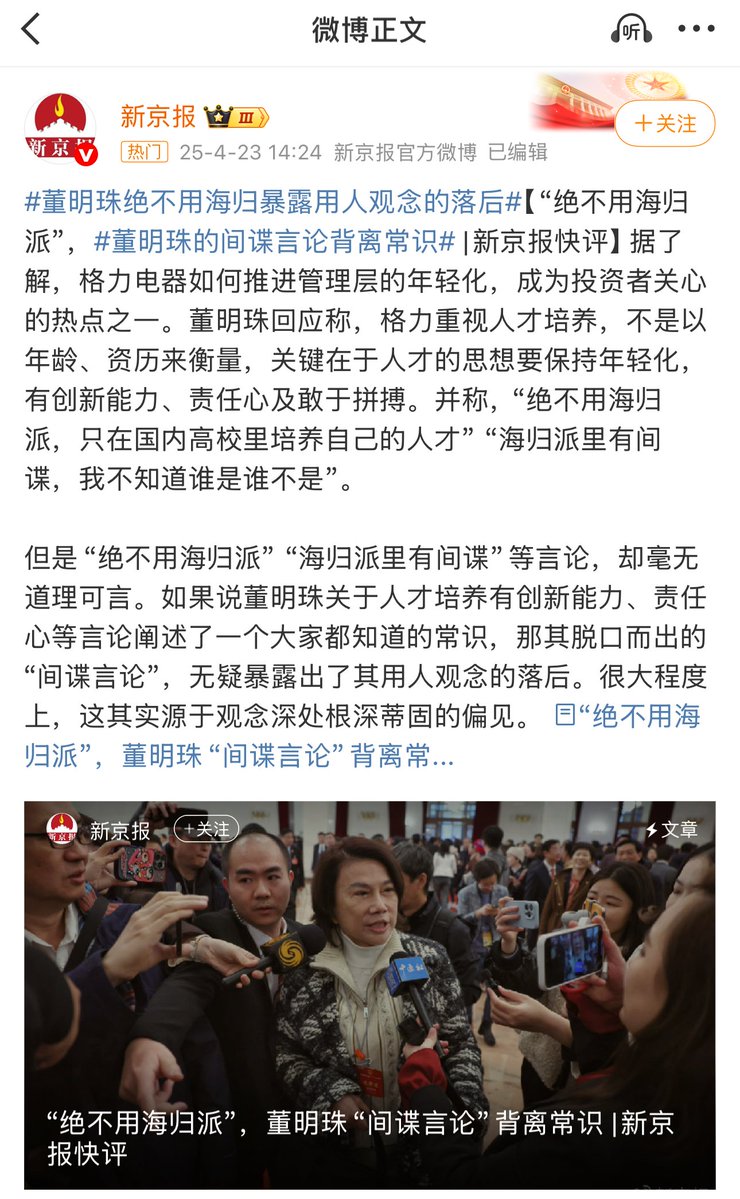 微博正文
听
新京报
III
+关注
热门 25-4-23 14:24 新京报官方微博 已编辑
新京报
#董明珠绝不用海归暴露用人观念的落后#【“绝不用海归
派”，#董明珠的间谍言论背离常识# |新京报快评】据了
解，格力电器如何推进管理层的年轻化，成为投资者关心
的热点之一。董明珠回应称，格力重视人才培养，不是以
年龄、资历来衡量，关键在于人才的思想要保持年轻化，
有创新能力、责任心及敢于拼搏。并称，“绝不用海归
派，只在国内高校里培养自己的人才” “海归派里有间
谍，我不知道谁是谁不是”。
但是 “绝不用海归派” “海归派里有间谍” 等言论，却毫无
道理可言。如果说董明珠关于人才培养有创新能力、责任
心等言论阐述了一个大家都知道的常识，那其脱口而出的
“间谍言论”，无疑暴露出了其用人观念的落后。很大程度
上，这其实源于观念深处根深蒂固的偏见。 “绝不用海
归派”，董明珠 “间谍言论” 背离常...
新京报 +关注
文章
“绝不用海归派”，董明珠 “间谍言论” 背离常识 |新京
报快评